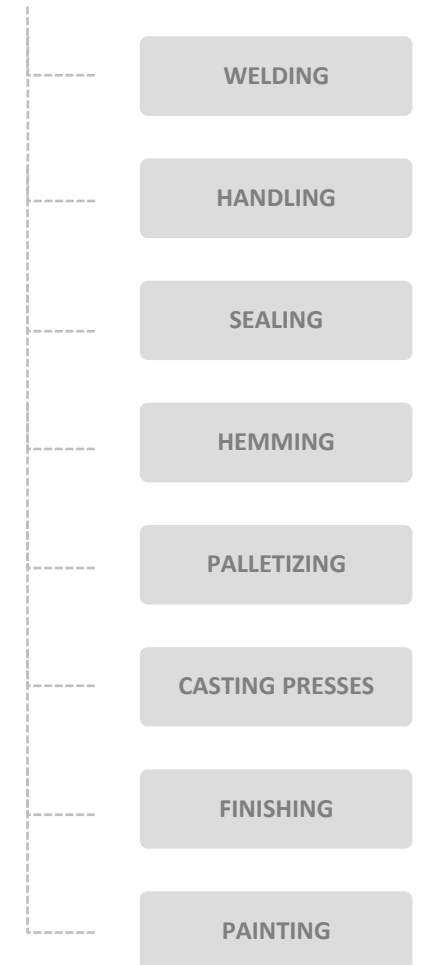 WELDING
HANDLING
SEALING
HEMMING
PALLETIZING
CASTING PRESSES
FINISHING
PAINTING